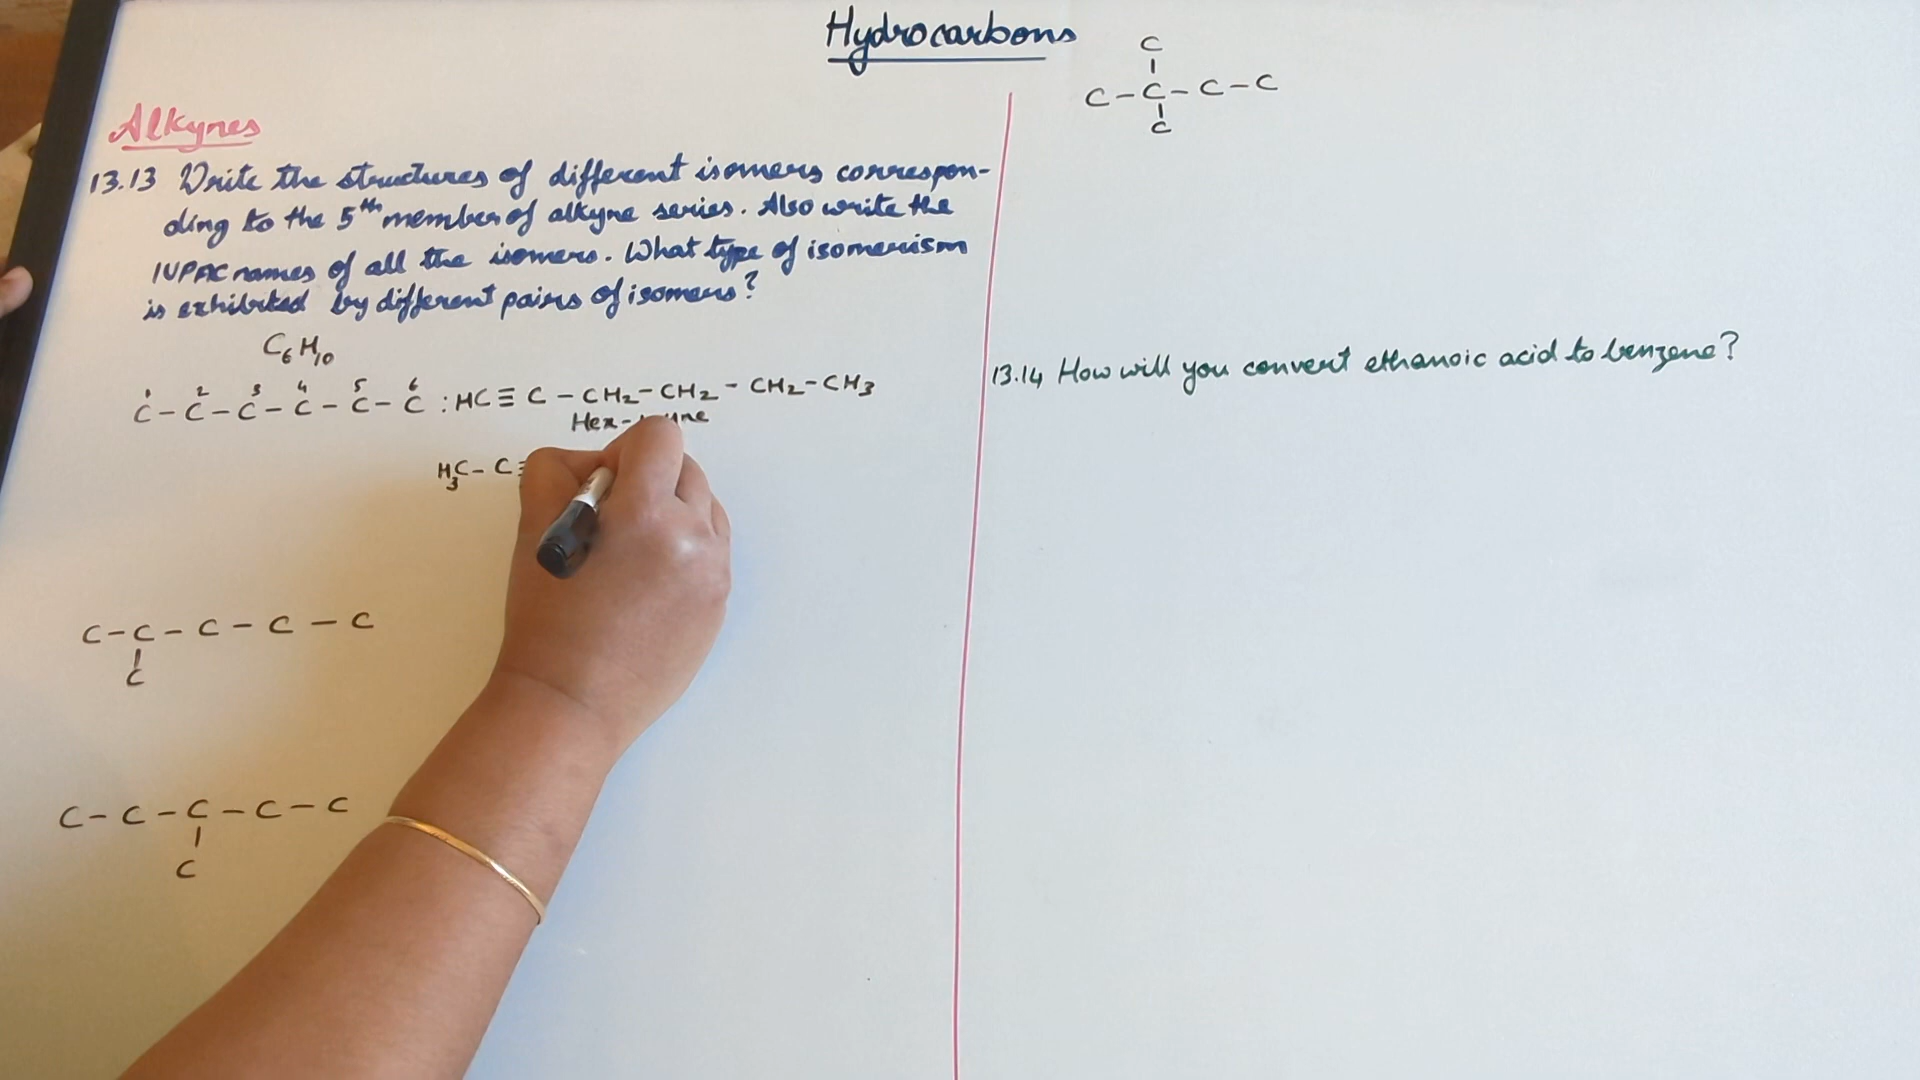 Hydrocarbons
Alkynes
13.13 Write the structures of different isomers correspon-
ding to the 5th member of alkyne series. Also write the
IUPAC names of all the isomers. What type of isomerism
is exhibited by different pairs of isomers?
C6H10
1 2 3 4 5 6
C - C - C - C - C - C : HC ≡ C - CH2 - CH2 - CH2 - CH3
Hex-
H3C - C ≡
C - C - C - C - C
C
C - C - C - C - C
C
C
C - C - C - C
C
13.14 How will you convert ethanoic acid to benzene?